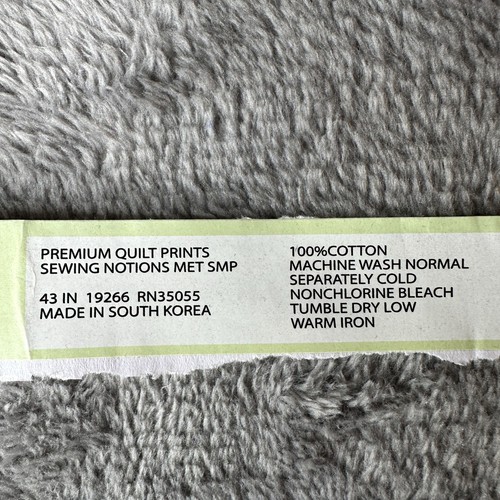 PREMIUM QUILT PRINTS
SEWING NOTIONS MET SMP
43 IN 19266 RN35055
MADE IN SOUTH KOREA
100%COTTON
MACHINE WASH NORMAL
SEPARATELY COLD
NONCHLORINE BLEACH
TUMBLE DRY LOW
WARM IRON